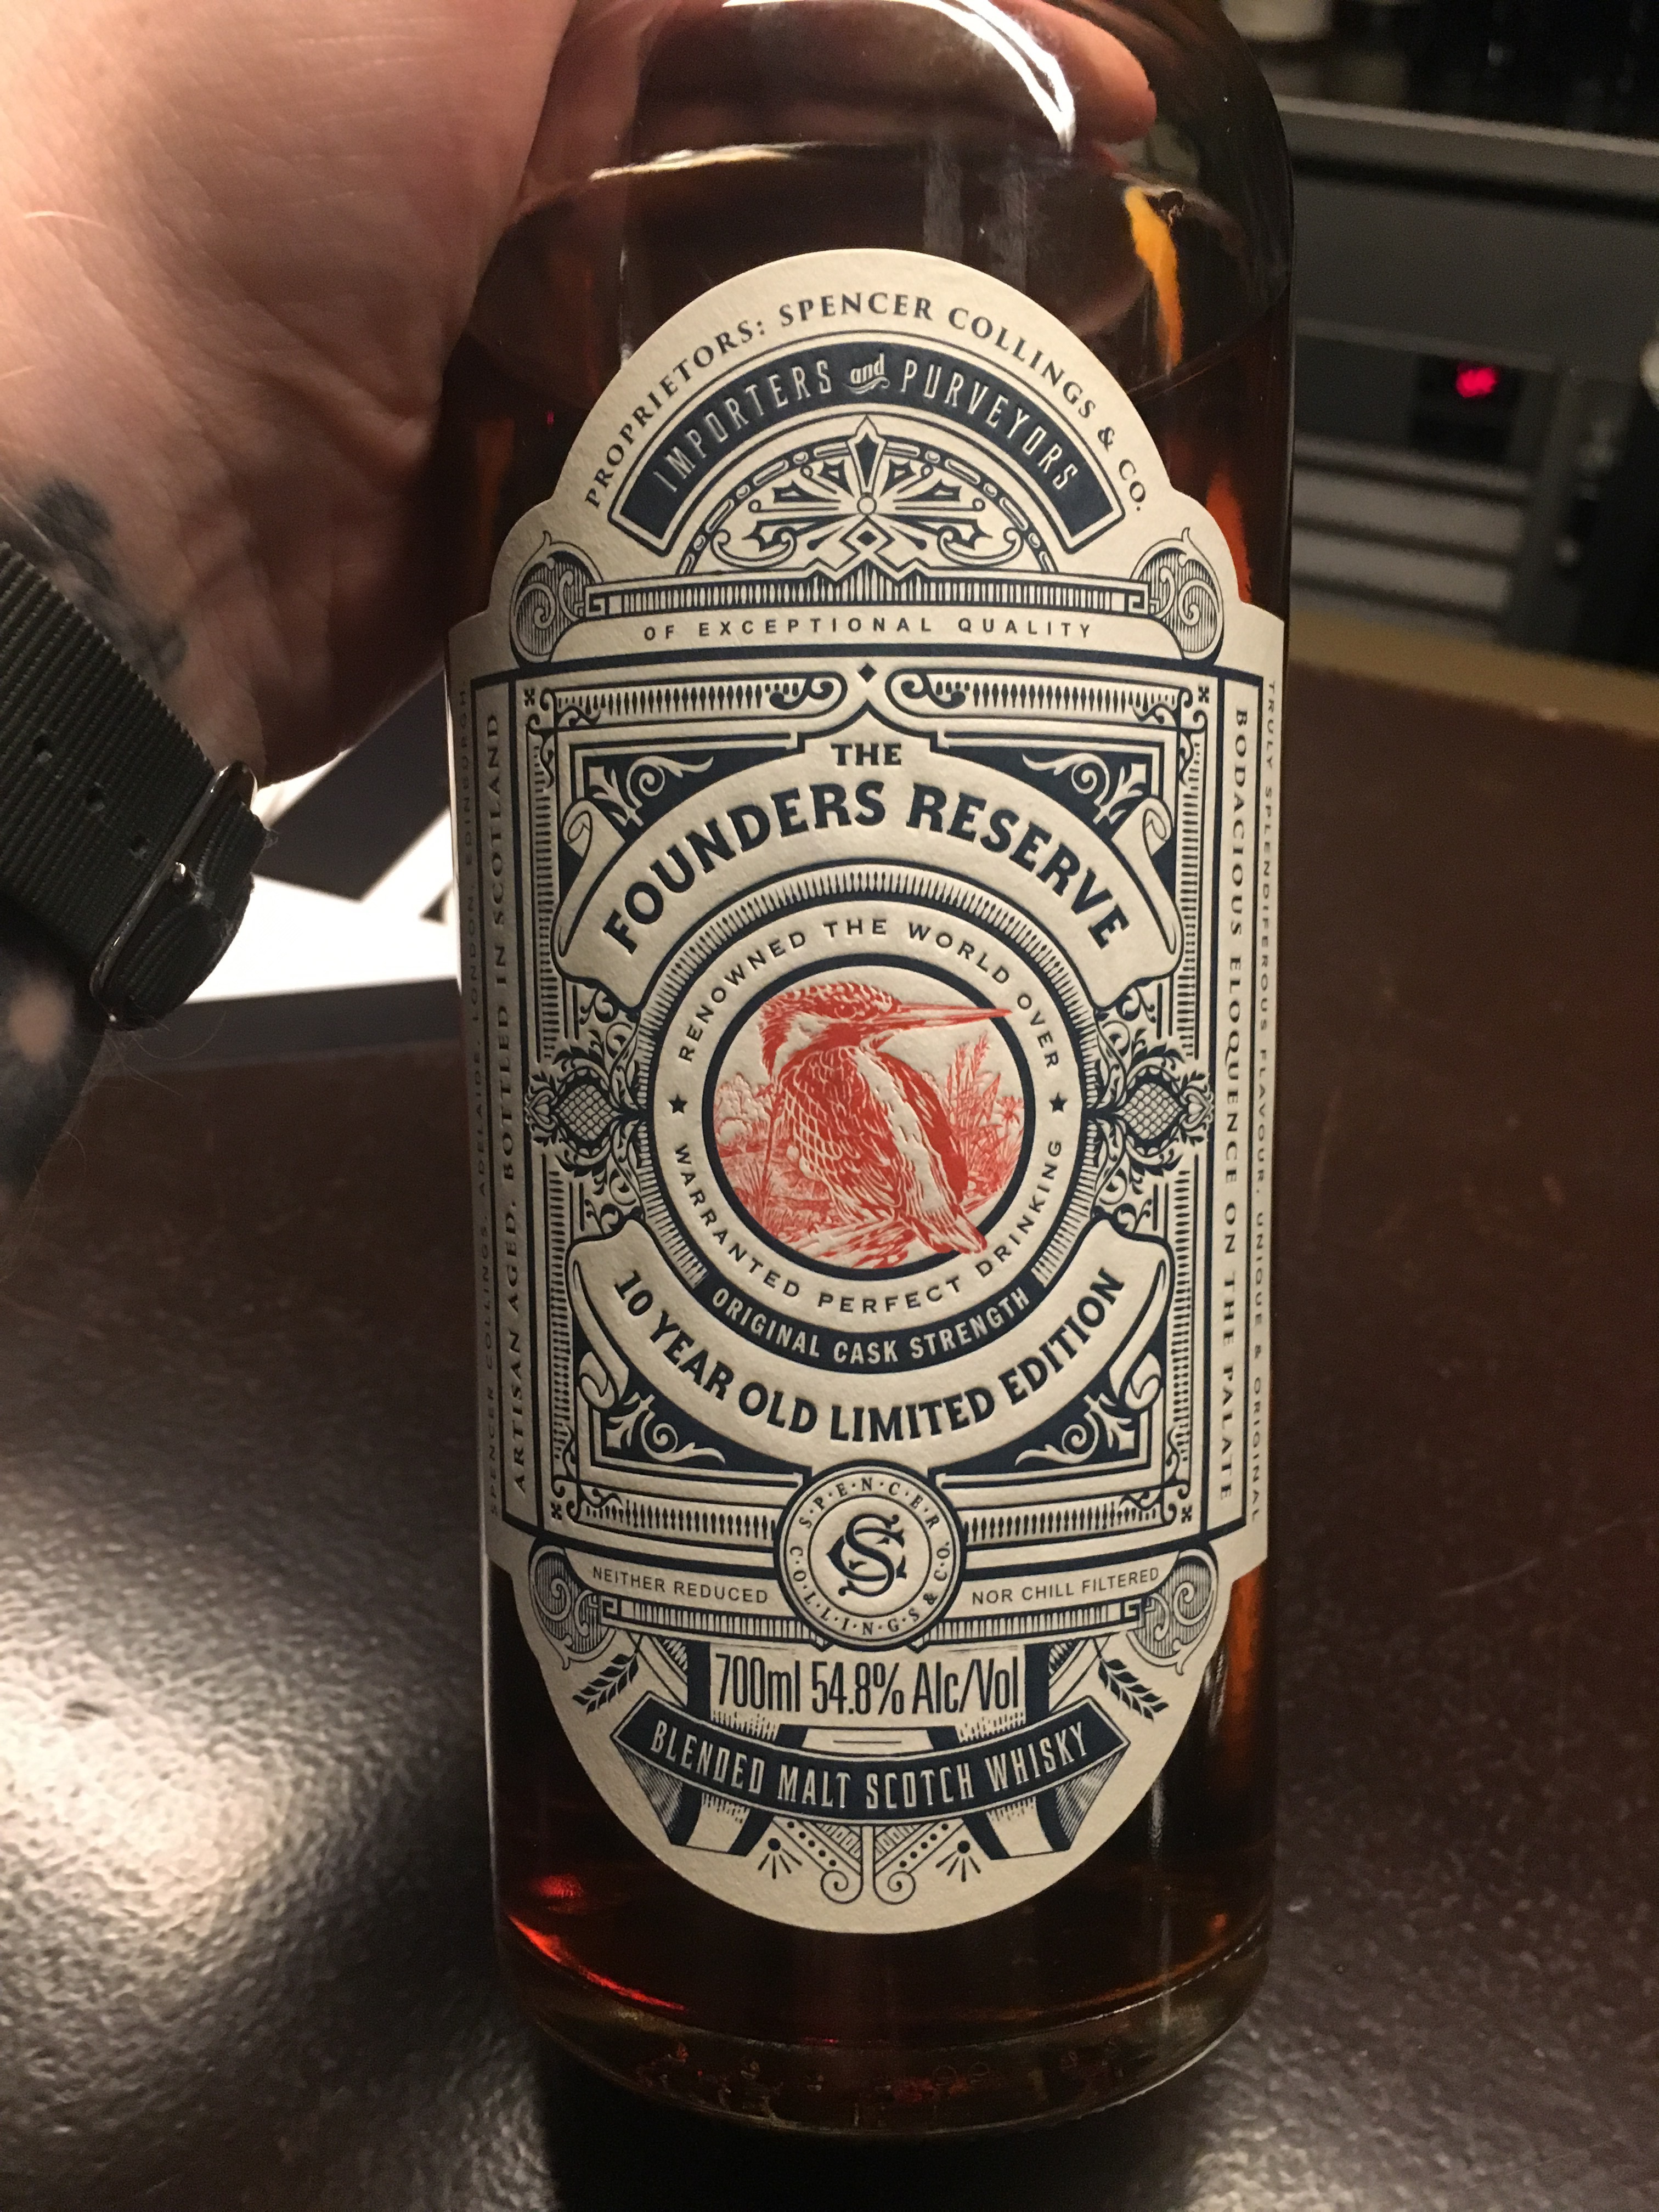 PROPRIETORS: SPENCER COLLINGS & CO.
IMPORTERS and PURVEYORS
OF EXCEPTIONAL QUALITY
THE
FOUNDERS RESERVE
RENOWNED THE WORLD OVER
WARRANTED PERFECT DRINKING
ORIGINAL CASK STRENGTH
10 YEAR OLD LIMITED EDITION
S·P·E·N·C·E·R
SC
C·O·L·L·I·N·G·S & C·O.
NEITHER REDUCED
NOR CHILL FILTERED
700ml 54.8% Alc/Vol
BLENDED MALT SCOTCH WHISKY
SPENCER COLLINGS, ADELAIDE, LONDON, EDINBURGH
ARTISAN AGED, BOTTLED IN SCOTLAND
BODACIOUS ELOQUENCE ON THE PALATE
TRULY SPLENDIFEROUS FLAVOUR, UNIQUE & ORIGINAL